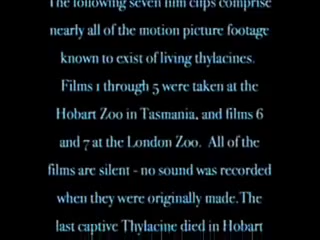 The following seven film clips comprise
nearly all of the motion picture footage
known to exist of living thylacines.
Films 1 through 5 were taken at the
Hobart Zoo in Tasmania, and films 6
and 7 at the London Zoo.  All of the
films are silent - no sound was recorded
when they were originally made.The
last captive Thylacine died in Hobart